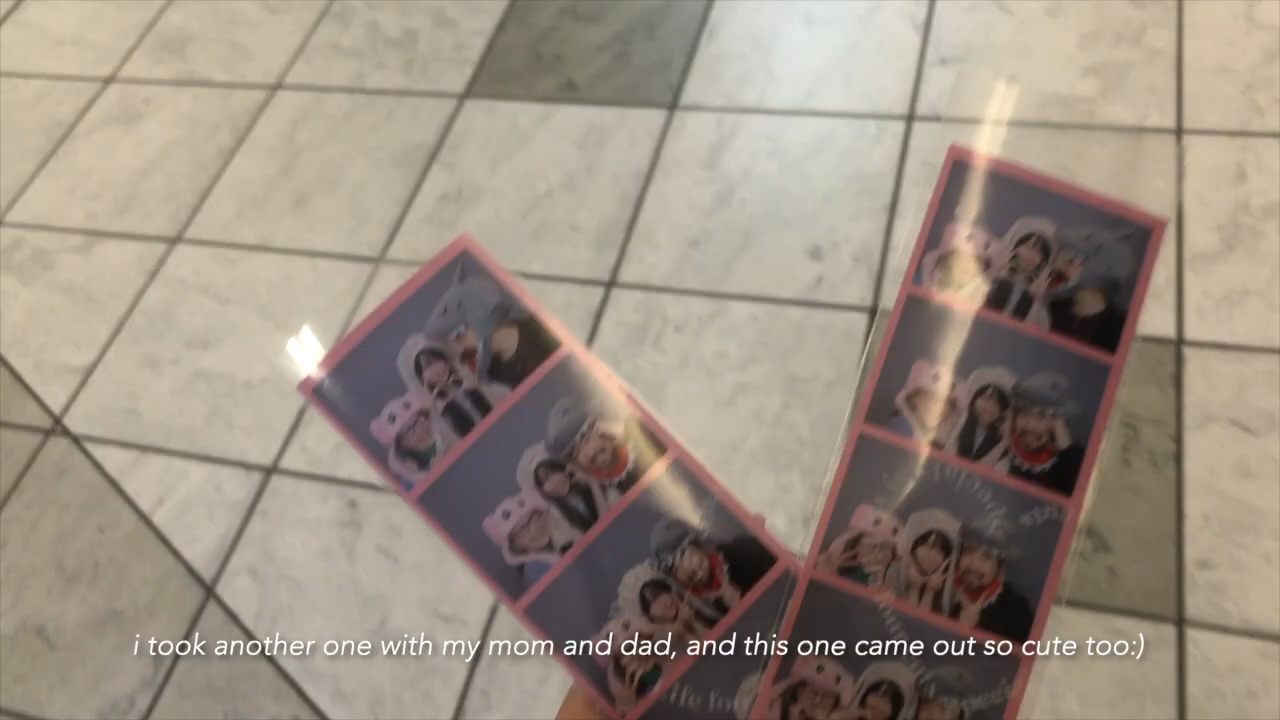 i took another one with my mom and dad, and this one came out so cute too:)